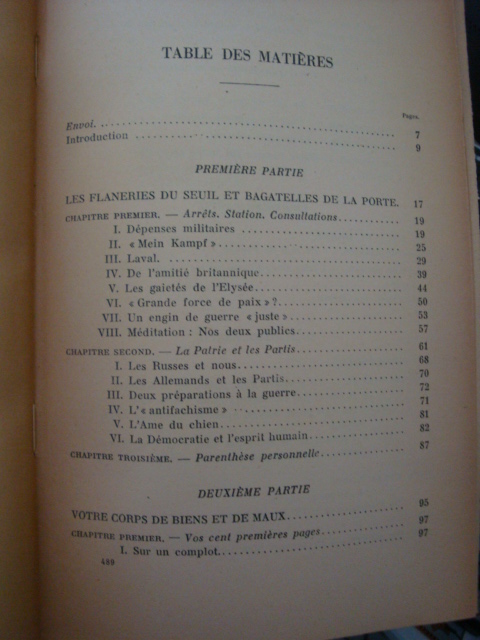 TABLE DES MATIÈRES
Pages.
Envoi. 7
Introduction 9
PREMIÈRE PARTIE
LES FLANERIES DU SEUIL ET BAGATELLES DE LA PORTE. 17
CHAPITRE PREMIER. — Arrêts. Station. Consultations 19
I. Dépenses militaires 19
II. « Mein Kampf » 25
III. Laval. 29
IV. De l'amitié britannique 39
V. Les gaietés de l'Elysée 44
VI. « Grande force de paix » ? 50
VII. Un engin de guerre « juste » 53
VIII. Méditation : Nos deux publics 57
CHAPITRE SECOND. — La Patrie et les Partis 61
I. Les Russes et nous 68
II. Les Allemands et les Partis 70
III. Deux préparations à la guerre 72
IV. L'« antifachisme » 71
V. L'Ame du chien 81
VI. La Démocratie et l'esprit humain 82
CHAPITRE TROISIÈME. — Parenthèse personnelle 87
DEUXIÈME PARTIE
VOTRE CORPS DE BIENS ET DE MAUX 95
CHAPITRE PREMIER. — Vos cent premières pages 97
I. Sur un complot 97
409